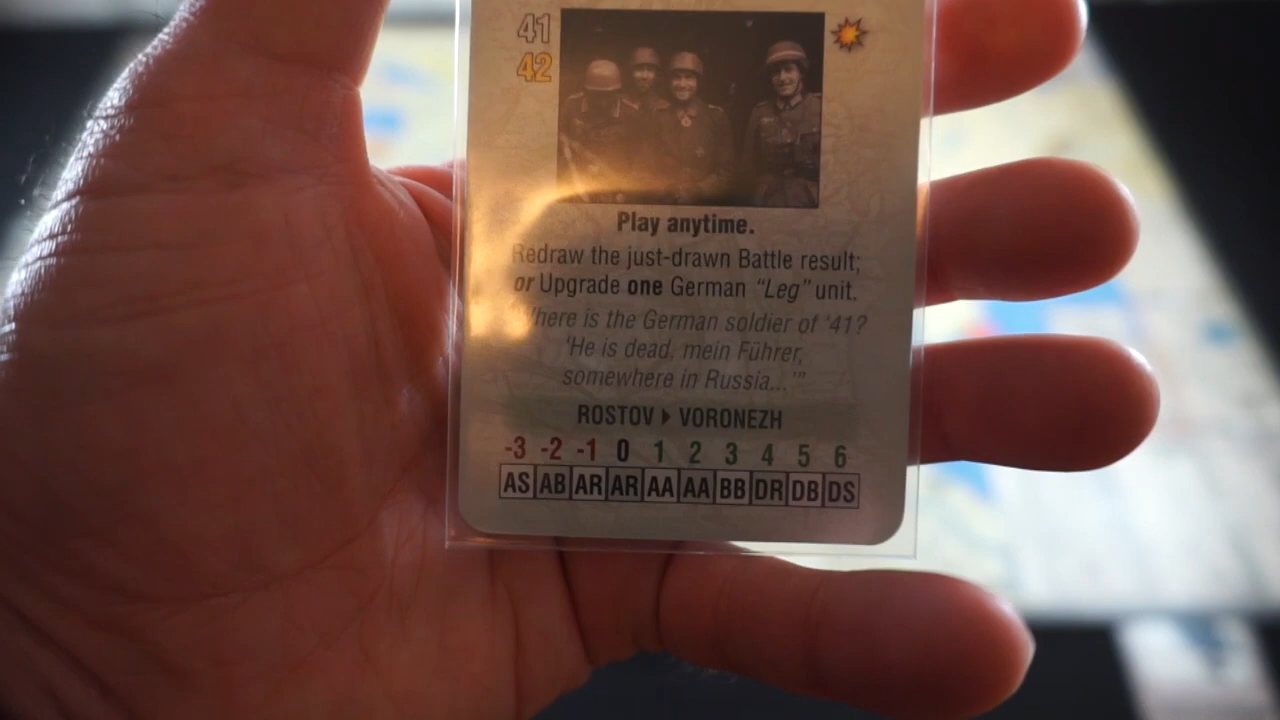 41
42
Play anytime.
Redraw the just-drawn Battle result;
or Upgrade one German "Leg" unit.
here is the German soldier of '41?
'He is dead, mein Führer,
somewhere in Russia...'"
ROSTOV ▸ VORONEZH
-3 -2 -1 0 1 2 3 4 5 6
AS AB AR AR AA AA BB DR DB DS